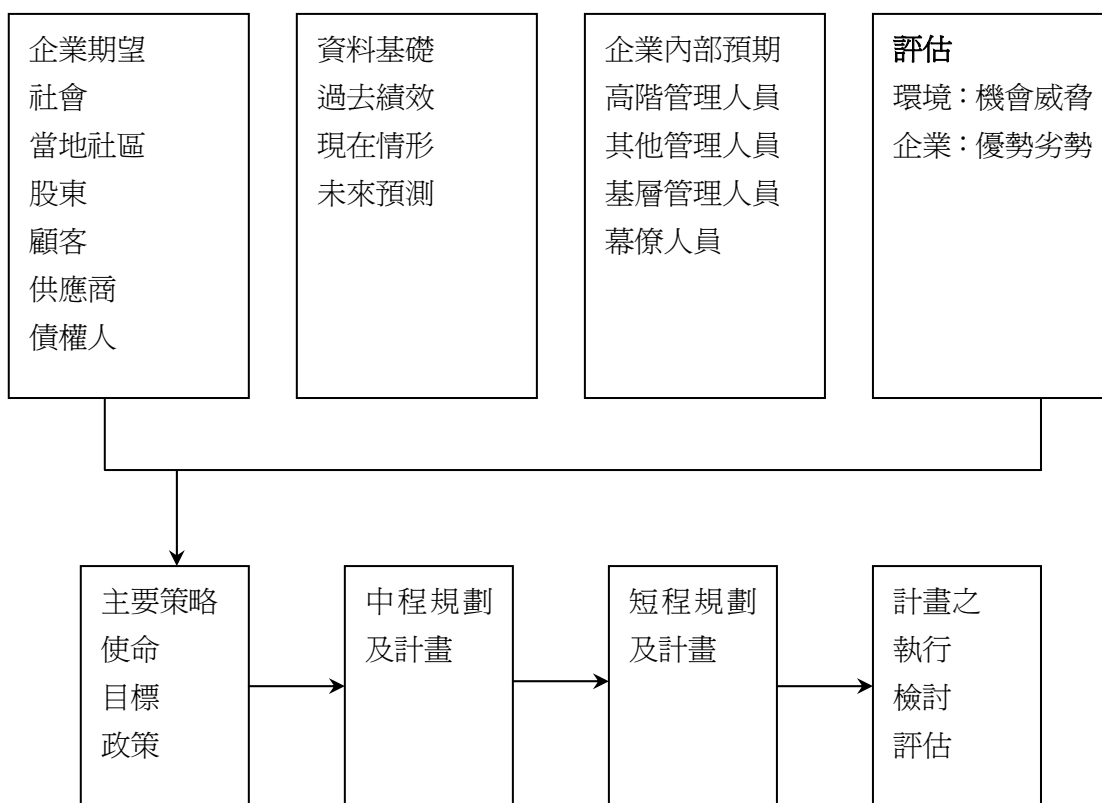 企業期望
社會
當地社區
股東
顧客
供應商
債權人
資料基礎
過去績效
現在情形
未來預測
企業內部預期
高階管理人員
其他管理人員
基層管理人員
幕僚人員
評估
環境：機會威脅
企業：優勢劣勢
主要策略
使命
目標
政策
中程規劃
及計畫
短程規劃
及計畫
計畫之
執行
檢討
評估